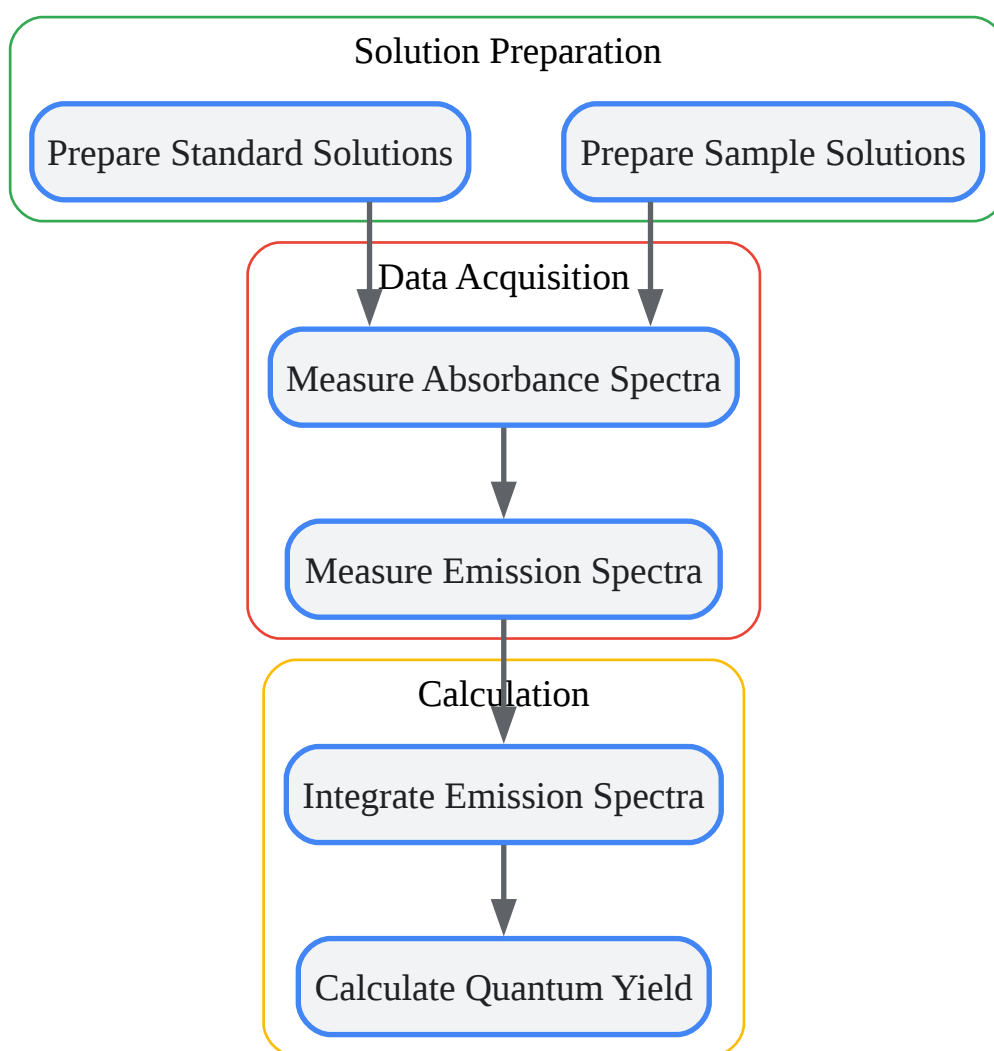 Solution Preparation
Prepare Standard Solutions
Prepare Sample Solutions
Data Acquisition
Measure Absorbance Spectra
Measure Emission Spectra
Calculation
Integrate Emission Spectra
Calculate Quantum Yield